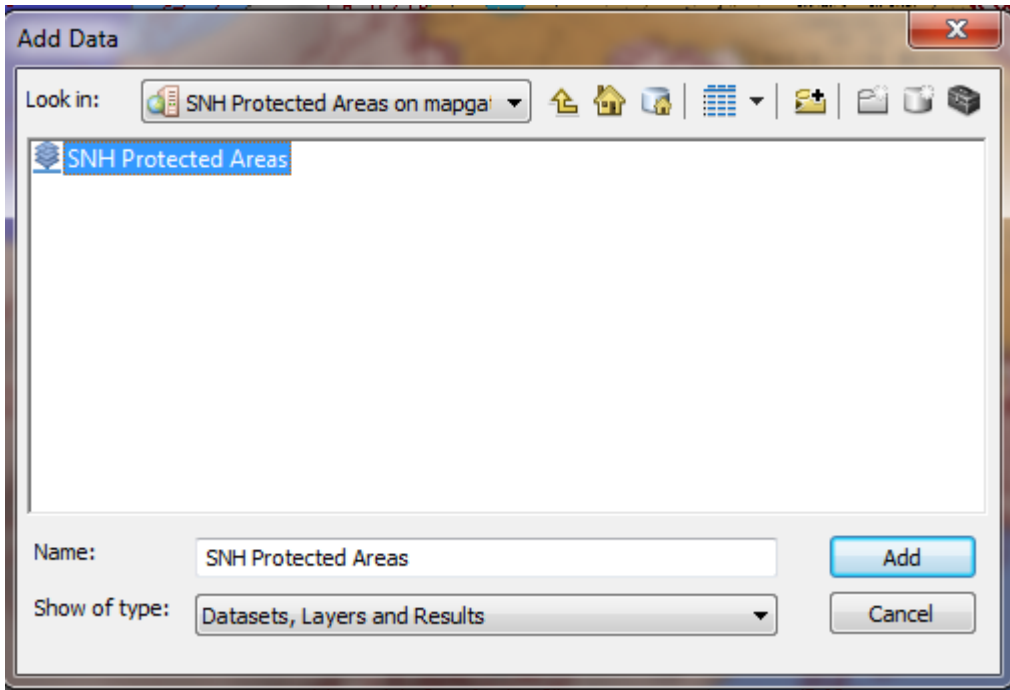 Add Data
Look in: SNH Protected Areas on mapga
SNH Protected Areas
Name: SNH Protected Areas Add
Show of type: Datasets, Layers and Results Cancel